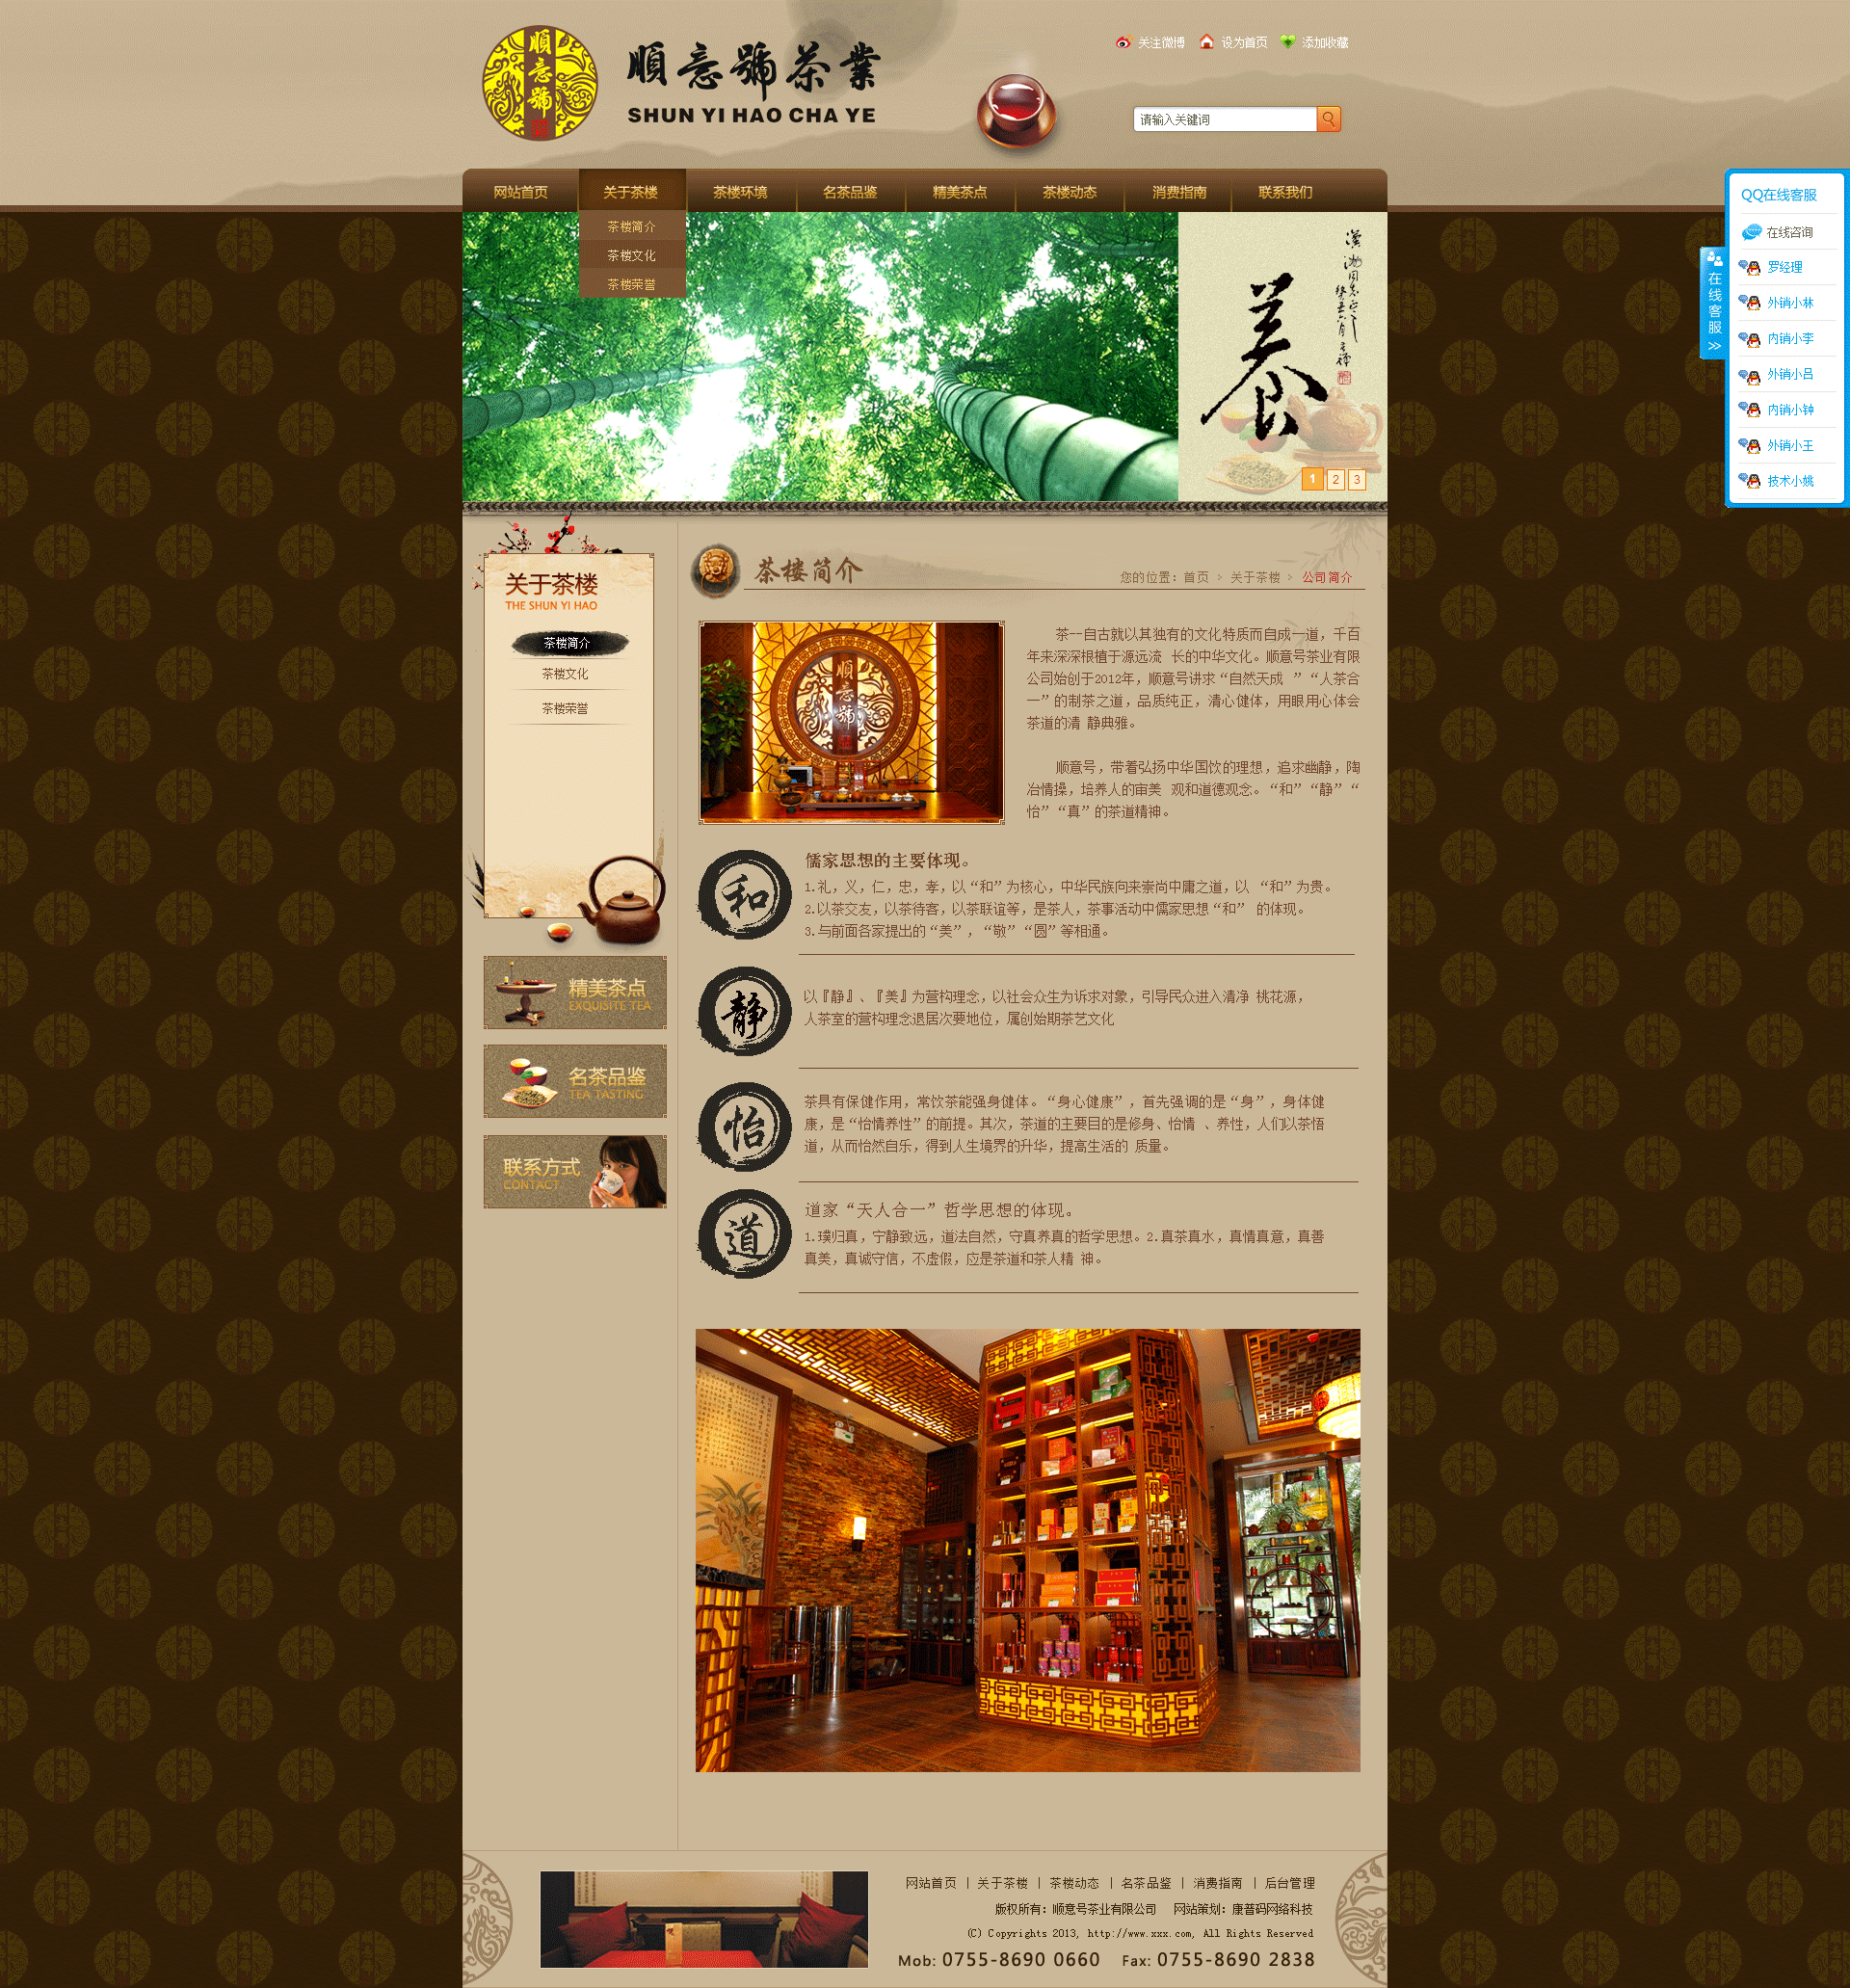 順意號
順意號茶業
SHUN YI HAO CHA YE
关注微博 设为首页 添加收藏
请输入关键词
网站首页 关于茶楼 茶楼环境 名茶品鉴 精美茶点 茶楼动态 消费指南 联系我们
茶楼简介
茶楼文化
茶楼荣誉
养
1 2 3
QQ在线客服
在线咨询
罗经理
外销小林
内销小李
外销小吕
内销小钟
外销小王
技术小姚
在线客服
>>
关于茶楼
THE SHUN YI HAO
茶楼简介
茶楼文化
茶楼荣誉
精美茶点
EXQUISITE TEA
名茶品鉴
TEA TASTING
联系方式
CONTACT
茶楼简介
您的位置：首页 > 关于茶楼 > 公司简介
順意號
茶--自古就以其独有的文化特质而自成一道，千百
年来深深根植于源远流 长的中华文化。顺意号茶业有限
公司始创于2012年，顺意号讲求“自然天成 ”“人茶合
一”的制茶之道，品质纯正，清心健体，用眼用心体会
茶道的清 静典雅。
顺意号，带着弘扬中华国饮的理想，追求幽静，陶
冶情操，培养人的审美 观和道德观念。“和”“静”“
怡”“真”的茶道精神。
和
儒家思想的主要体现。
1.礼，义，仁，忠，孝，以“和”为核心，中华民族向来崇尚中庸之道，以 “和”为贵。
2.以茶交友，以茶待客，以茶联谊等，是茶人，茶事活动中儒家思想“和” 的体现。
3.与前面各家提出的“美”，“敬”“圆”等相通。
静
以『静』、『美』为营构理念，以社会众生为诉求对象，引导民众进入清净 桃花源，
人茶室的营构理念退居次要地位，属创始期茶艺文化
怡
茶具有保健作用，常饮茶能强身健体。“身心健康”，首先强调的是“身”，身体健
康，是“怡情养性”的前提。其次，茶道的主要目的是修身、怡情 、养性，人们以茶悟
道，从而怡然自乐，得到人生境界的升华，提高生活的 质量。
道
道家“天人合一”哲学思想的体现。
1.璞归真，宁静致远，道法自然，守真养真的哲学思想。2.真茶真水，真情真意，真善
真美，真诚守信，不虚假，应是茶道和茶人精 神。
网站首页 | 关于茶楼 | 茶楼动态 | 名茶品鉴 | 消费指南 | 后台管理
版权所有：顺意号茶业有限公司 网站策划：康普码网络科技
(C) Copyrights 2013, http://www.xxx.com, All Rights Reserved
Mob: 0755-8690 0660 Fax: 0755-8690 2838